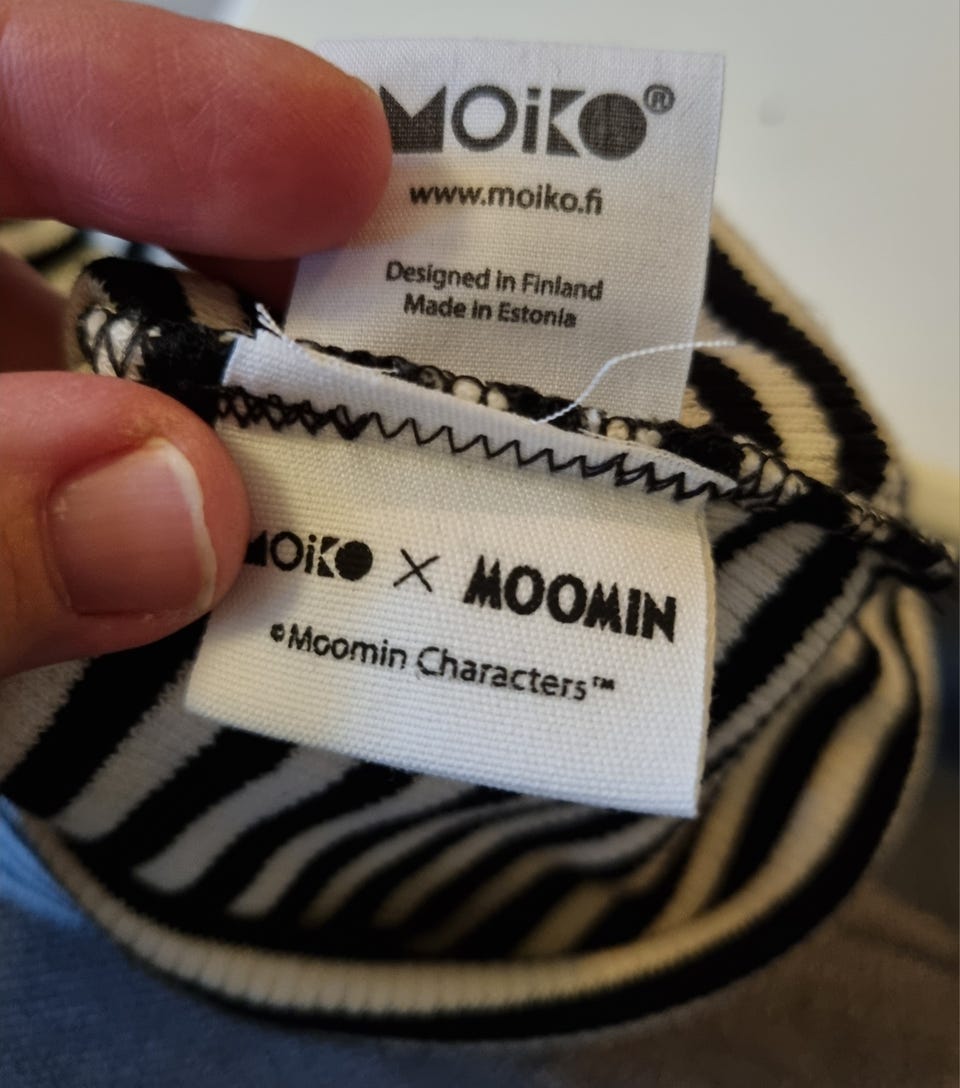 MOiKO®
www.moiko.fi
Designed in Finland
Made in Estonia
MOiKO X MOOMIN
©Moomin Characters™